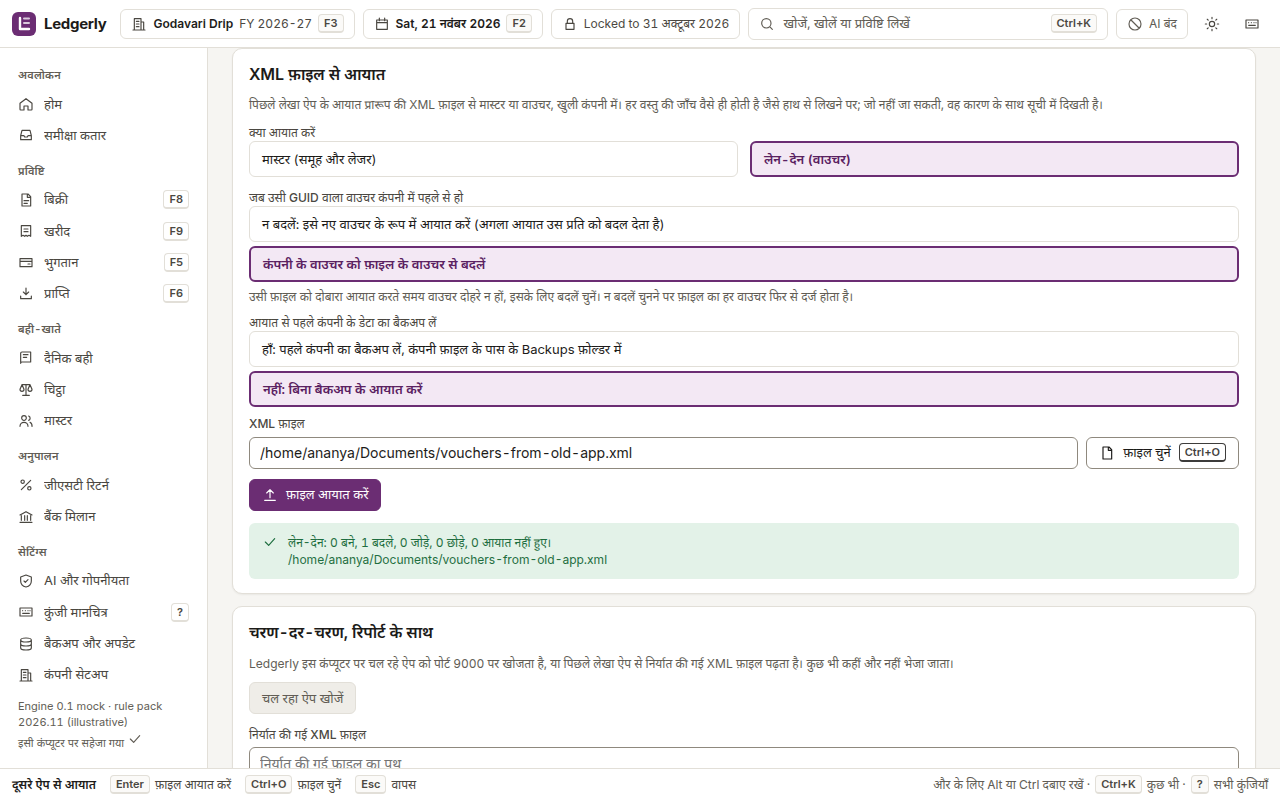 Ledgerly
Godavari Drip FY 2026-27 F3
Sat, 21 नवंबर 2026 F2
Locked to 31 अक्टूबर 2026
खोजें, खोलें या प्रविष्टि लिखें Ctrl+K
AI बंद
अवलोकन
होम
समीक्षा कतार
प्रविष्टि
बिक्री F8
खरीद F9
भुगतान F5
प्राप्ति F6
बही-खाते
दैनिक बही
चिट्ठा
मास्टर
अनुपालन
जीएसटी रिटर्न
बैंक मिलान
सेटिंग्स
AI और गोपनीयता
कुंजी मानचित्र ?
बैकअप और अपडेट
कंपनी सेटअप
Engine 0.1 mock · rule pack
2026.11 (illustrative)
इसी कंप्यूटर पर सहेजा गया
XML फ़ाइल से आयात
पिछले लेखा ऐप के आयात प्रारूप की XML फ़ाइल से मास्टर या वाउचर, खुली कंपनी में। हर वस्तु की जाँच वैसे ही होती है जैसे हाथ से लिखने पर; जो नहीं जा सकती, वह कारण के साथ सूची में दिखती है।
क्या आयात करें
मास्टर (समूह और लेजर)
लेन-देन (वाउचर)
जब उसी GUID वाला वाउचर कंपनी में पहले से हो
न बदलें: इसे नए वाउचर के रूप में आयात करें (अगला आयात उस प्रति को बदल देता है)
कंपनी के वाउचर को फ़ाइल के वाउचर से बदलें
उसी फ़ाइल को दोबारा आयात करते समय वाउचर दोहरे न हों, इसके लिए बदलें चुनें। न बदलें चुनने पर फ़ाइल का हर वाउचर फिर से दर्ज होता है।
आयात से पहले कंपनी के डेटा का बैकअप लें
हाँ: पहले कंपनी का बैकअप लें, कंपनी फ़ाइल के पास के Backups फ़ोल्डर में
नहीं: बिना बैकअप के आयात करें
XML फ़ाइल
/home/ananya/Documents/vouchers-from-old-app.xml
फ़ाइल चुनें Ctrl+O
फ़ाइल आयात करें
लेन-देन: 0 बने, 1 बदले, 0 जोड़े, 0 छोड़े, 0 आयात नहीं हुए।
/home/ananya/Documents/vouchers-from-old-app.xml
चरण-दर-चरण, रिपोर्ट के साथ
Ledgerly इस कंप्यूटर पर चल रहे ऐप को पोर्ट 9000 पर खोजता है, या पिछले लेखा ऐप से निर्यात की गई XML फ़ाइल पढ़ता है। कुछ भी कहीं और नहीं भेजा जाता।
चल रहा ऐप खोजें
निर्यात की गई XML फ़ाइल
निर्यात की गई फ़ाइल का पथ
दूसरे ऐप से आयात Enter फ़ाइल आयात करें Ctrl+O फ़ाइल चुनें Esc वापस
और के लिए Alt या Ctrl दबाए रखें · Ctrl+K कुछ भी · ? सभी कुंजियाँ